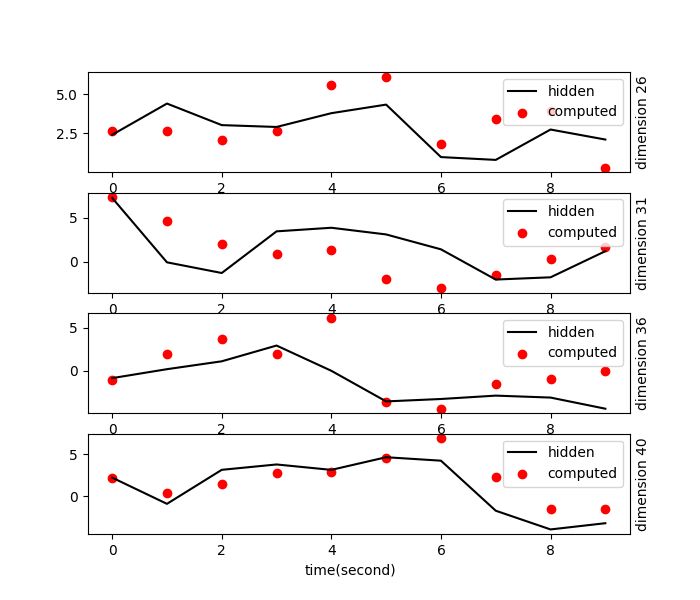 5.0
2.5
hidden
computed
dimension 26
0 2 4 6 8
5
0
hidden
computed
dimension 31
0 2 4 6 8
5
0
hidden
computed
dimension 36
0 2 4 6 8
5
0
hidden
computed
dimension 40
0 2 4 6 8
time(second)